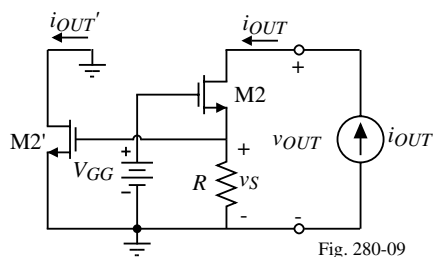 iOUT'
iOUT
+
M2
M2'
+
VGG
-
+
R
vS
-
vOUT
iOUT
-
Fig. 280-09